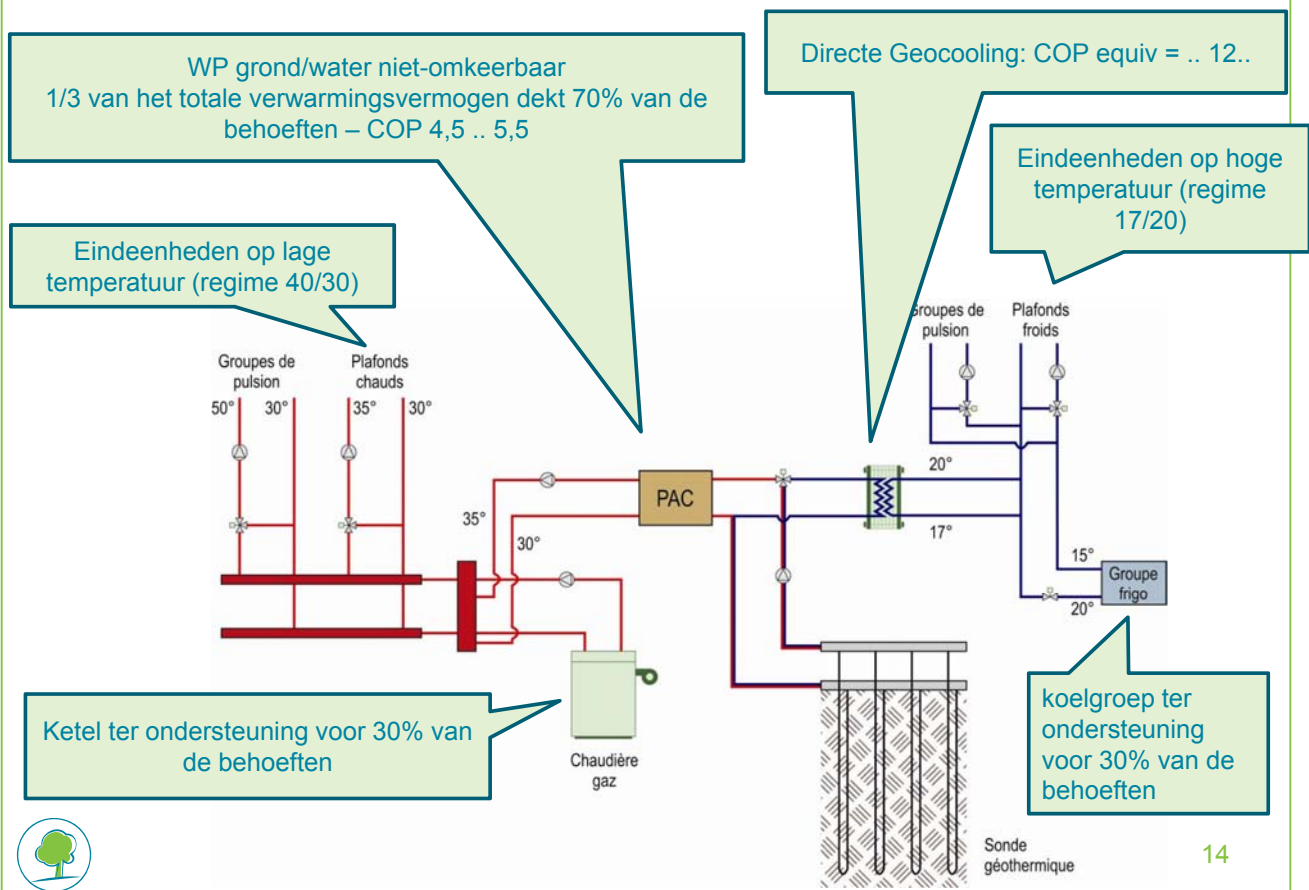 WP grond/water niet-omkeerbaar
1/3 van het totale verwarmingsvermogen dekt 70% van de
behoeften – COP 4,5 .. 5,5
Directe Geocooling: COP equiv = .. 12..
Eindeenheden op hoge
temperatuur (regime
17/20)
Eindeenheden op lage
temperatuur (regime 40/30)
Groupes de
pulsion
Plafonds
froids
Groupes de
pulsion
Plafonds
chauds
50°
30°
35°
30°
PAC
20°
17°
35°
30°
15°
20°
Groupe
frigo
Ketel ter ondersteuning voor 30% van
de behoeften
Chaudière
gaz
koelgroep ter
ondersteuning
voor 30% van de
behoeften
Sonde
géothermique
14